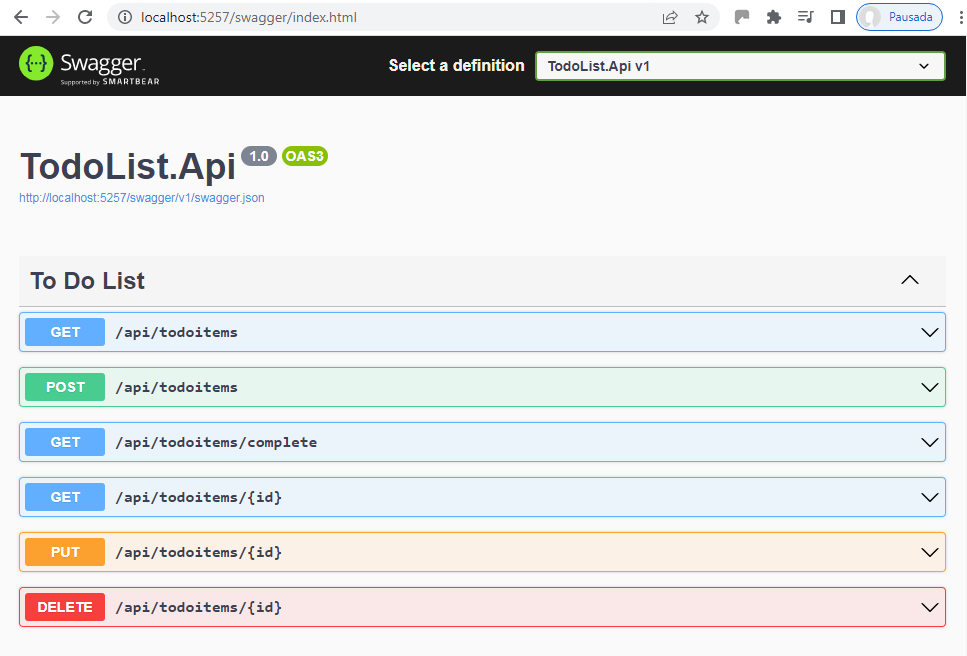 localhost:5257/swagger/index.html
Pausada
Swagger
Supported by SMARTBEAR
Select a definition
TodoList.Api v1
TodoList.Api 1.0 OAS3
http://localhost:5257/swagger/v1/swagger.json
To Do List
GET /api/todoitems
POST /api/todoitems
GET /api/todoitems/complete
GET /api/todoitems/{id}
PUT /api/todoitems/{id}
DELETE /api/todoitems/{id}